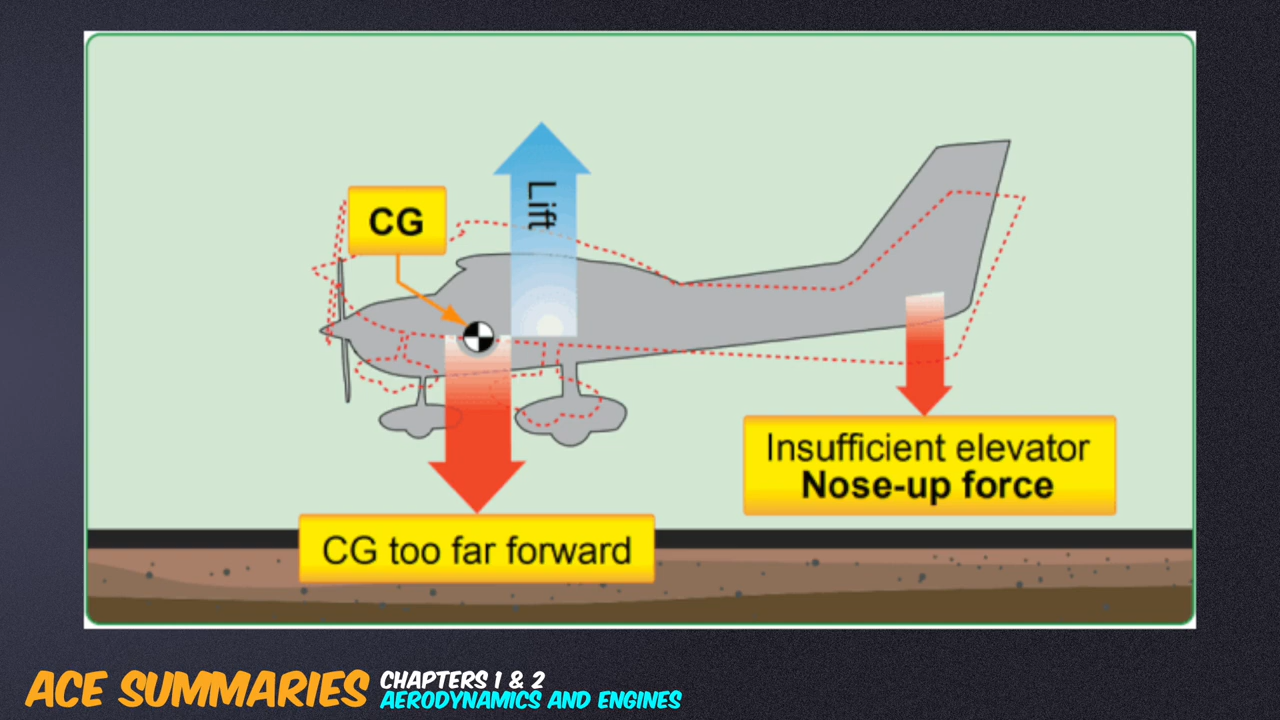 CG
Lift
Insufficient elevator
Nose-up force
CG too far forward
ACE SUMMARIES
CHAPTERS 1 & 2
AERODYNAMICS AND ENGINES